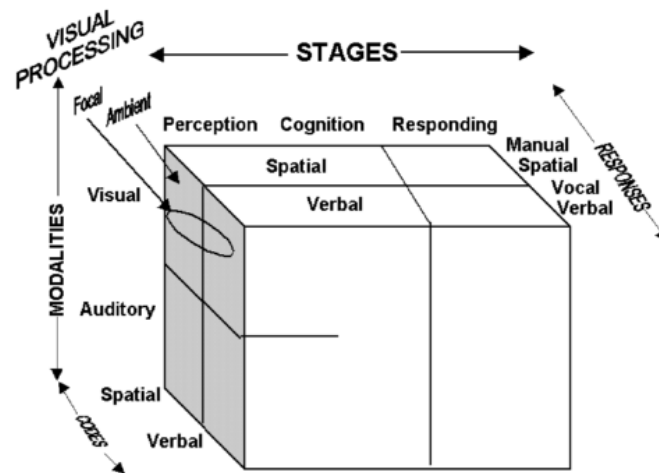 VISUAL
PROCESSING
STAGES
Focal
Ambient
Perception Cognition Responding
Manual
Spatial
Spatial
Vocal
Verbal
Verbal
RESPONSES
Visual
MODALITIES
Auditory
Spatial
Verbal
CODES